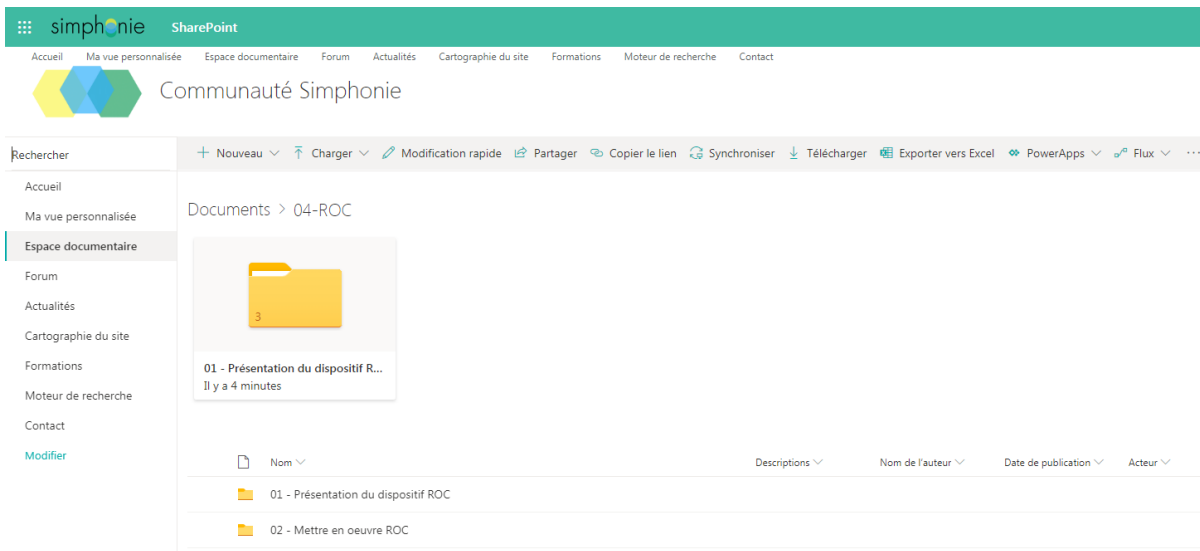 simphonie SharePoint
Accueil Ma vue personnalisée Espace documentaire Forum Actualités Cartographie du site Formations Moteur de recherche Contact
Communauté Simphonie
Rechercher
+ Nouveau Charger Modification rapide Partager Copier le lien Synchroniser Télécharger Exporter vers Excel PowerApps Flux ...
Accueil
Ma vue personnalisée
Espace documentaire
Forum
Actualités
Cartographie du site
Formations
Moteur de recherche
Contact
Modifier
Documents > 04-ROC
3
01 - Présentation du dispositif R...
Il y a 4 minutes
Nom Descriptions Nom de l'auteur Date de publication Acteur
01 - Présentation du dispositif ROC
02 - Mettre en oeuvre ROC